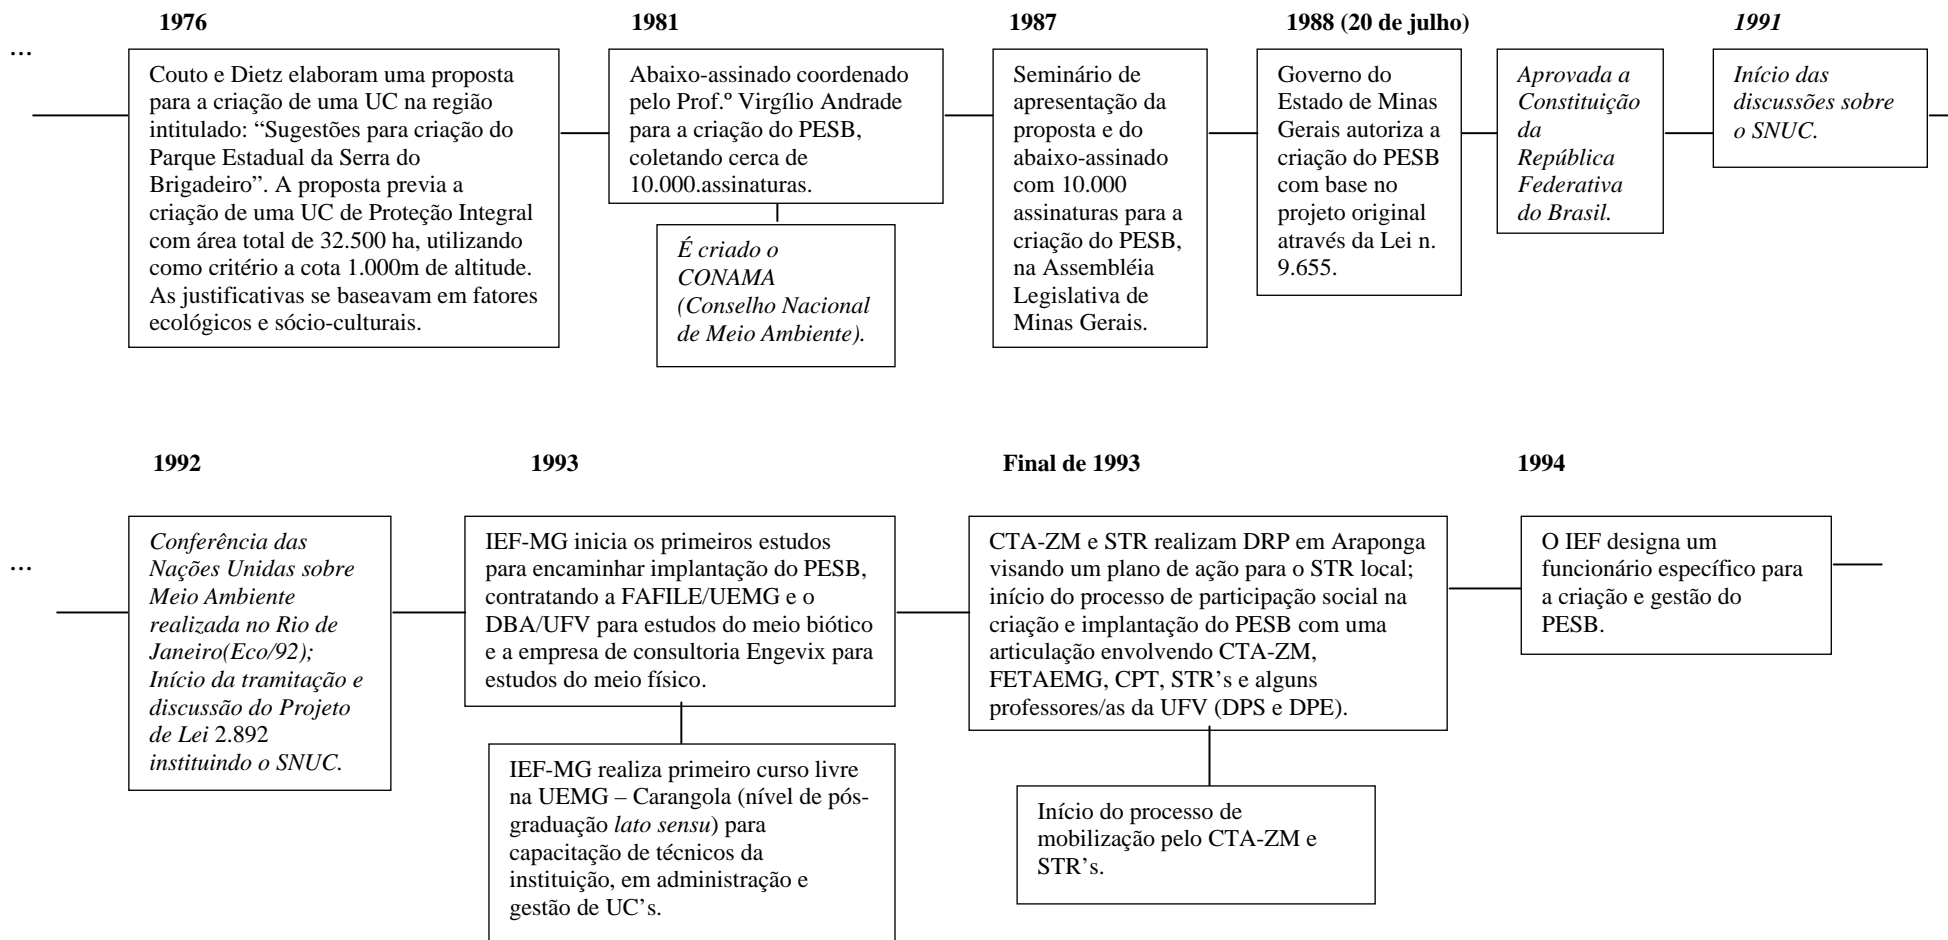 1976
1981
1987
1988 (20 de julho)
1991
...
Couto e Dietz elaboram uma proposta
para a criação de uma UC na região
intitulado: “Sugestões para criação do
Parque Estadual da Serra do
Brigadeiro”. A proposta previa a
criação de uma UC de Proteção Integral
com área total de 32.500 ha, utilizando
como critério a cota 1.000m de altitude.
As justificativas se baseavam em fatores
ecológicos e sócio-culturais.
Abaixo-assinado coordenado
pelo Prof.º Virgílio Andrade
para a criação do PESB,
coletando cerca de
10.000.assinaturas.
É criado o
CONAMA
(Conselho Nacional
de Meio Ambiente).
Seminário de
apresentação da
proposta e do
abaixo-assinado
com 10.000
assinaturas para a
criação do PESB,
na Assembléia
Legislativa de
Minas Gerais.
Governo do
Estado de Minas
Gerais autoriza a
criação do PESB
com base no
projeto original
através da Lei n.
9.655.
Aprovada a
Constituição
da
República
Federativa
do Brasil.
Início das
discussões sobre
o SNUC.
1992
1993
Final de 1993
1994
...
Conferência das
Nações Unidas sobre
Meio Ambiente
realizada no Rio de
Janeiro(Eco/92);
Início da tramitação e
discussão do Projeto
de Lei 2.892
instituindo o SNUC.
IEF-MG inicia os primeiros estudos
para encaminhar implantação do PESB,
contratando a FAFILE/UEMG e o
DBA/UFV para estudos do meio biótico
e a empresa de consultoria Engevix para
estudos do meio físico.
IEF-MG realiza primeiro curso livre
na UEMG – Carangola (nível de pós-
graduação lato sensu) para
capacitação de técnicos da
instituição, em administração e
gestão de UC’s.
CTA-ZM e STR realizam DRP em Araponga
visando um plano de ação para o STR local;
início do processo de participação social na
criação e implantação do PESB com uma
articulação envolvendo CTA-ZM,
FETAEMG, CPT, STR’s e alguns
professores/as da UFV (DPS e DPE).
Início do processo de
mobilização pelo CTA-ZM e
STR’s.
O IEF designa um
funcionário específico para
a criação e gestão do
PESB.